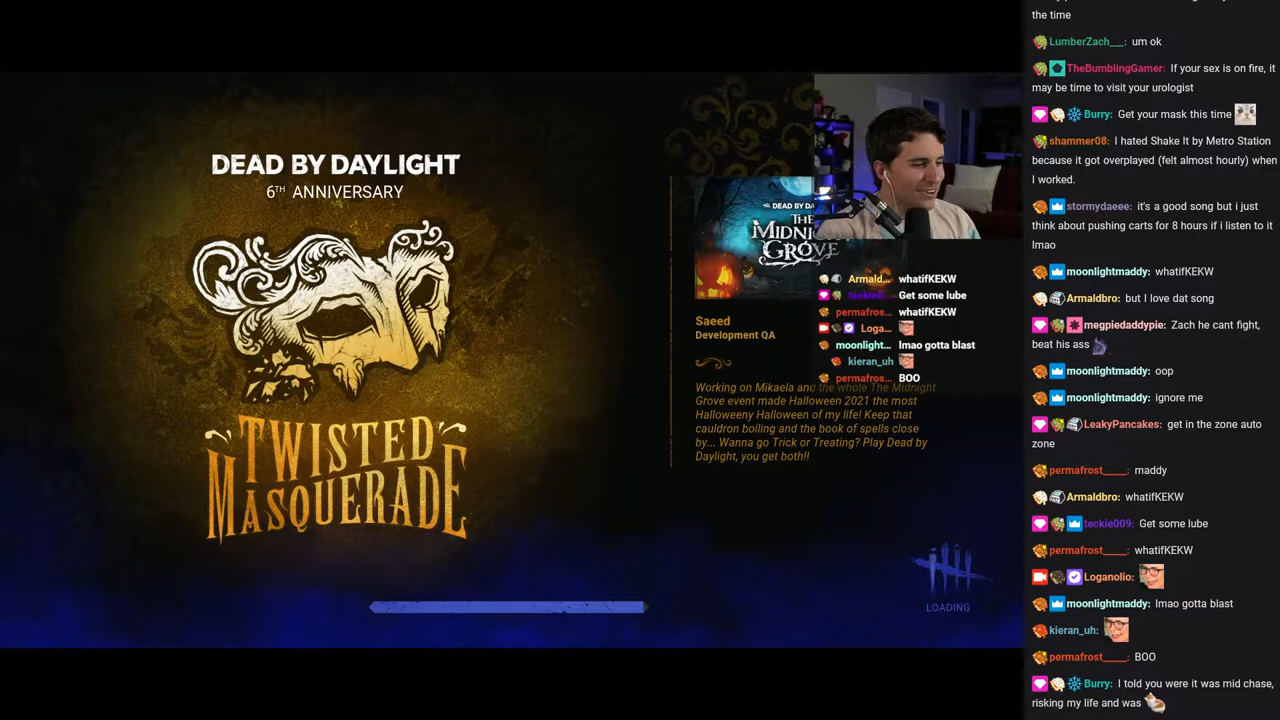 DEAD BY DAYLIGHT
6TH ANNIVERSARY
TWISTED
MASQUERADE
DEAD BY DA
THE
MIDNIGHT
GROVE
Saeed
Development QA
Working on Mikaela and the whole The Midnight
Grove event made Halloween 2021 the most
Halloweeny Halloween of my life! Keep that
cauldron boiling and the book of spells close
by... Wanna go Trick or Treating? Play Dead by
Daylight, you get both!!
LOADING
Armald... whatifKEKW
teckie0... Get some lube
permafros... whatifKEKW
Loga...
moonlight... lmao gotta blast
kieran_uh
permafros... BOO
the time
LumberZach__: um ok
TheBumblingGamer: If your sex is on fire, it
may be time to visit your urologist
Burry: Get your mask this time
shammer08: I hated Shake It by Metro Station
because it got overplayed (felt almost hourly) when
I worked.
stormydaeee: it's a good song but i just
think about pushing carts for 8 hours if i listen to it
lmao
moonlightmaddy: whatifKEKW
Armaldbro: but I love dat song
megpiedaddypie: Zach he cant fight,
beat his ass
moonlightmaddy: oop
moonlightmaddy: ignore me
LeakyPancakes: get in the zone auto
zone
permafrost_____: maddy
Armaldbro: whatifKEKW
teckie009: Get some lube
permafrost_____: whatifKEKW
Loganolio:
moonlightmaddy: lmao gotta blast
kieran_uh:
permafrost_____: BOO
Burry: I told you were it was mid chase,
risking my life and was